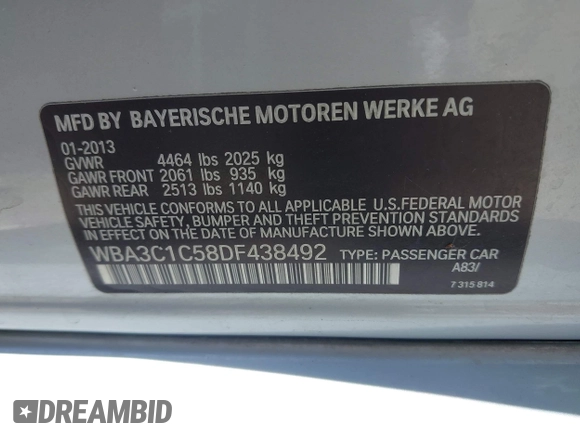 MFD BY BAYERISCHE MOTOREN WERKE AG
01-2013
GVWR 4464 lbs 2025 kg
GAWR FRONT 2061 lbs 935 kg
GAWR REAR 2513 lbs 1140 kg
THIS VEHICLE CONFORMS TO ALL APPLICABLE U.S.FEDERAL MOTOR
VEHICLE SAFETY, BUMPER AND THEFT PREVENTION STANDARDS IN
EFFECT ON THE DATE OF MANUFACTURE SHOWN ABOVE.
WBA3C1C58DF438492 TYPE: PASSENGER CAR
A83/
7 315 814
DREAMBID